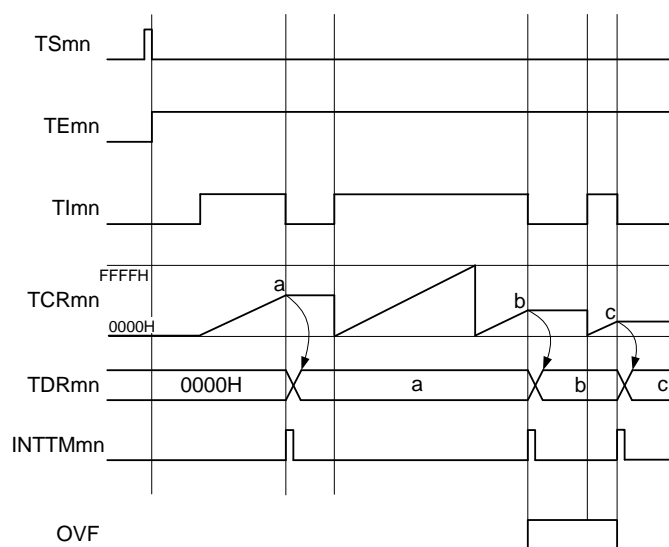 TSmn
TEmn
TImn
FFFFH
a
b
c
TCRmn
0000H
TDRmn
0000H
a
b
c
INTTMmn
OVF